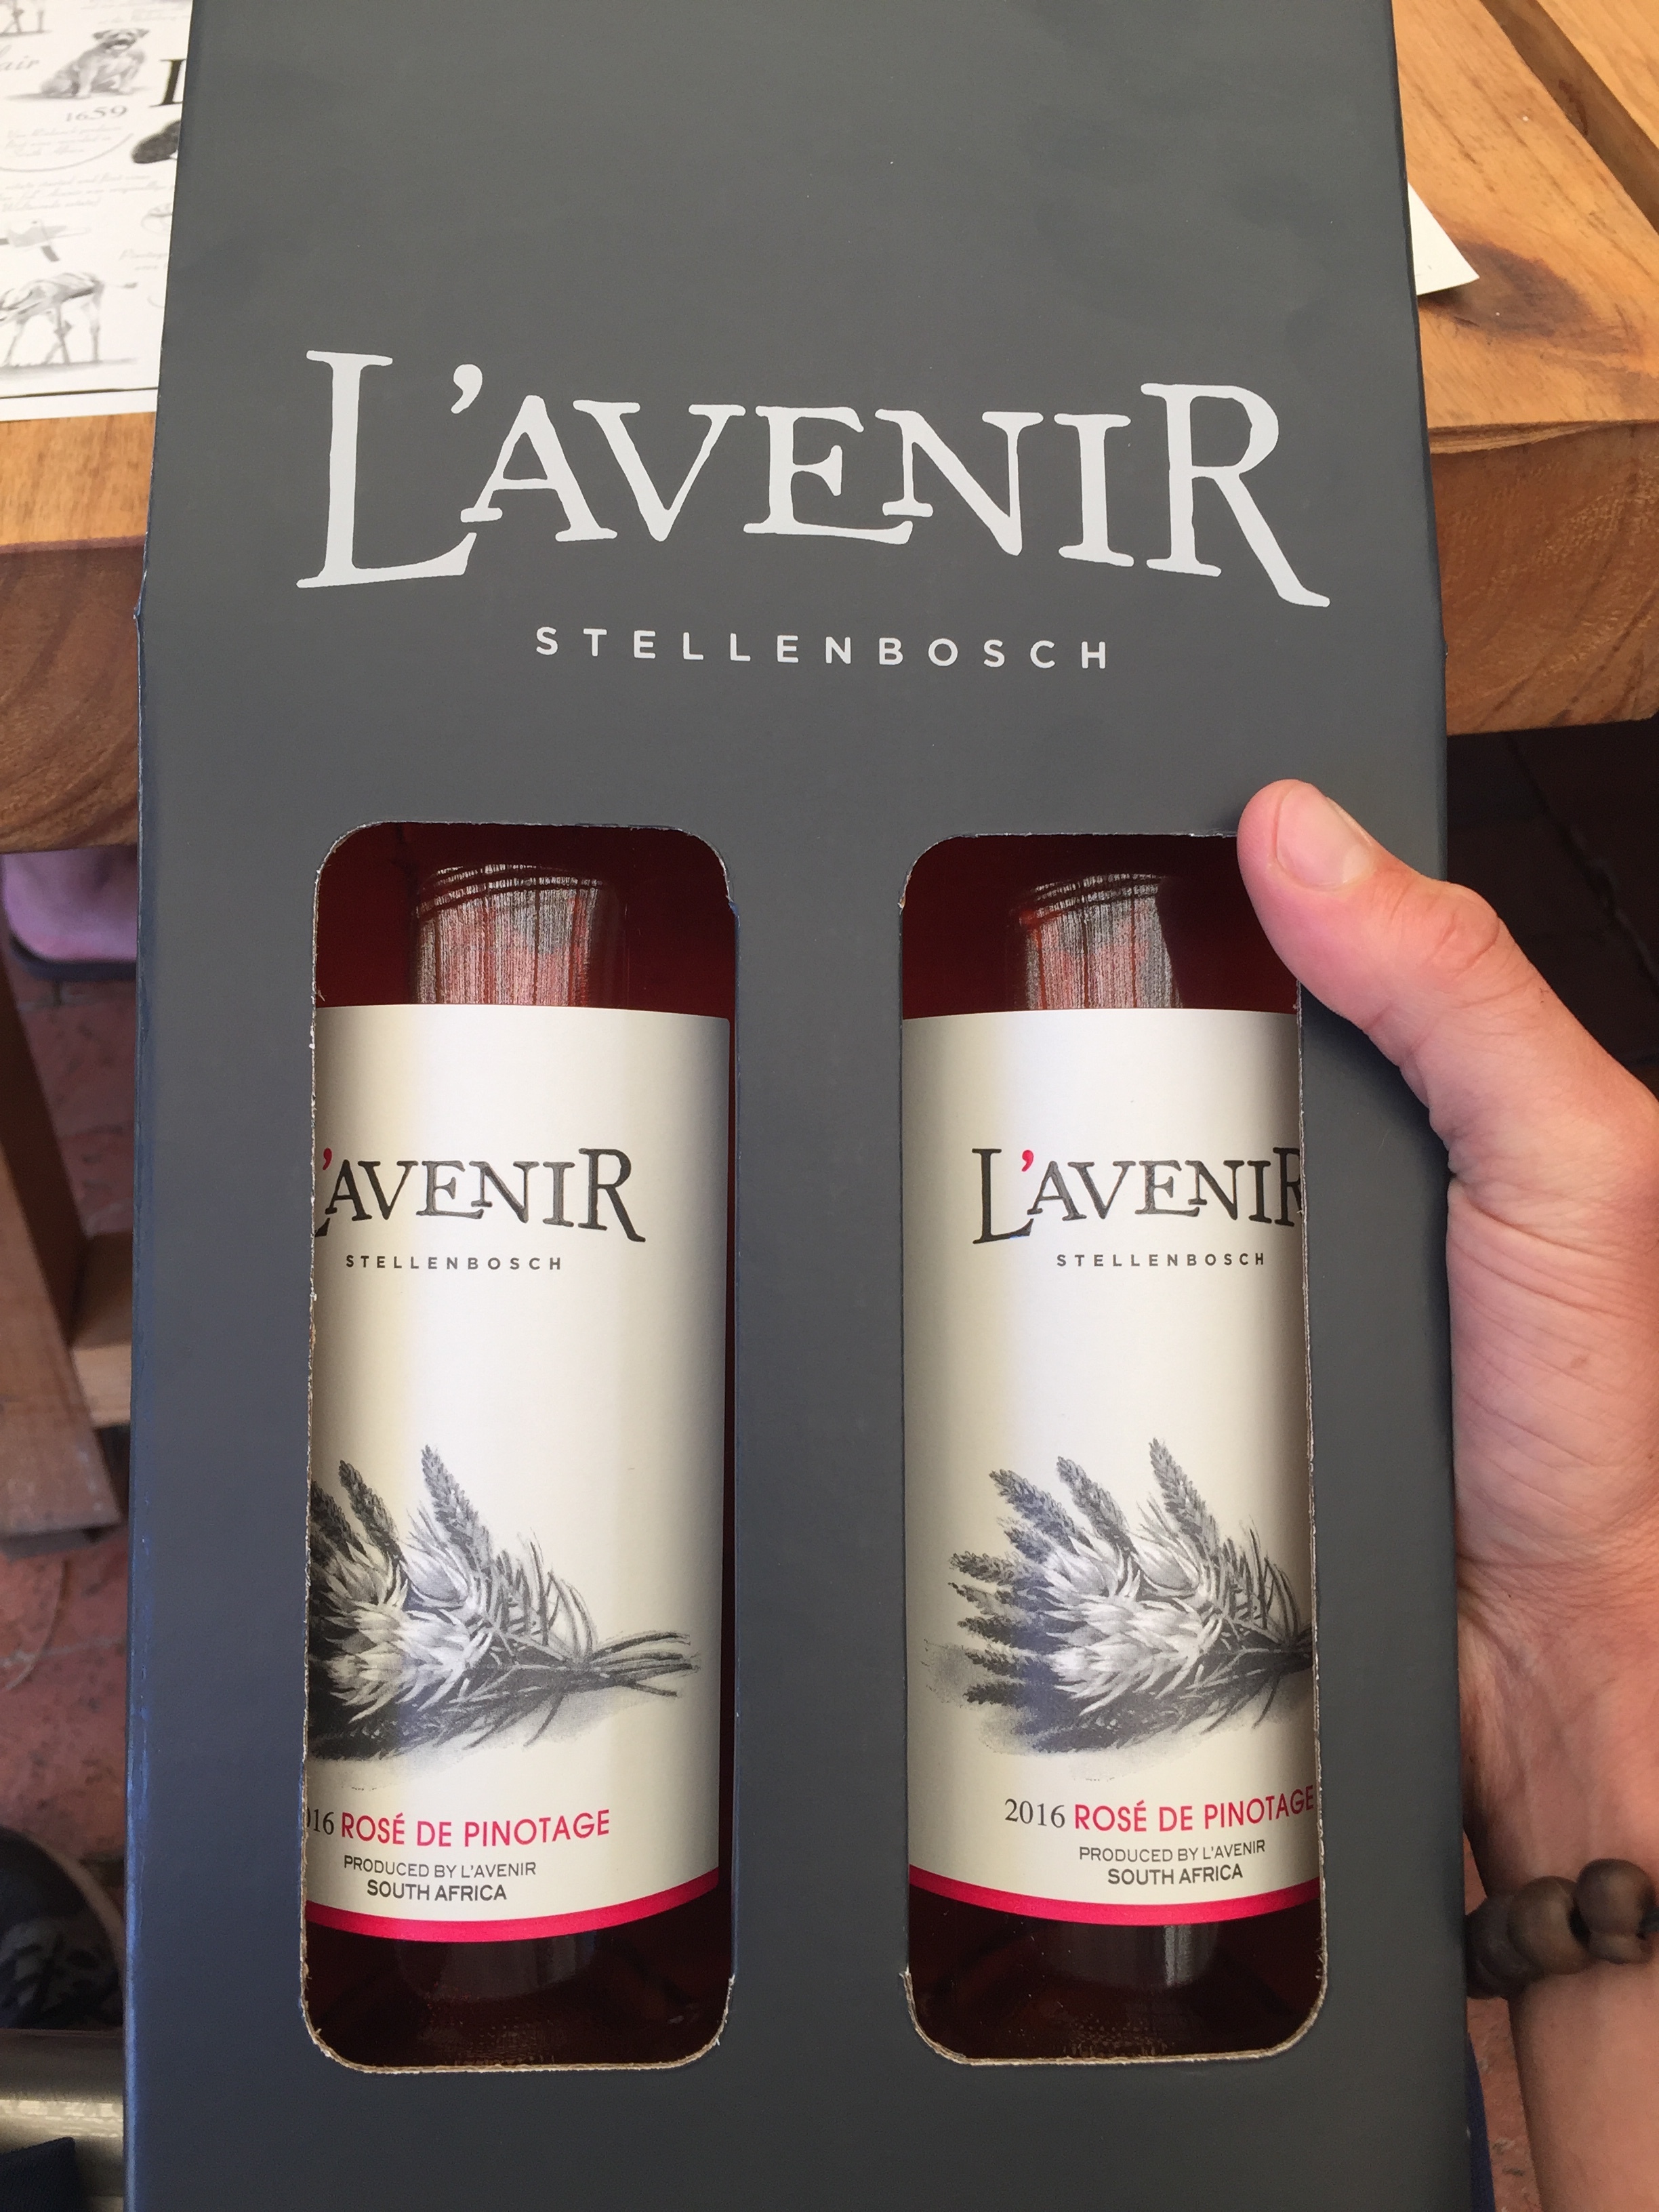 air
1659
L'AVENIR
STELLENBOSCH
'AVENIR
STELLENBOSCH
016 ROSÉ DE PINOTAGE
PRODUCED BY L'AVENIR
SOUTH AFRICA
L'AVENIR
STELLENBOSCH
2016 ROSÉ DE PINOTAGE
PRODUCED BY L'AVENIR
SOUTH AFRICA